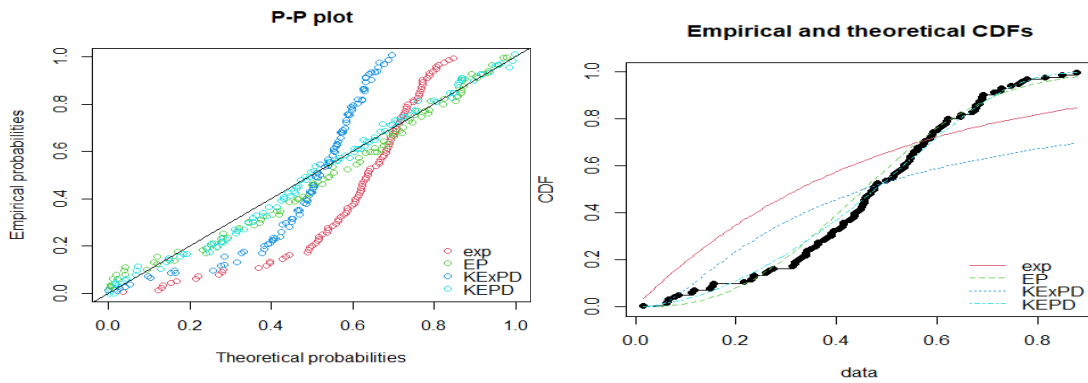 P-P plot
Empirical probabilities
0.0 0.2 0.4 0.6 0.8 1.0
exp
EP
KExPD
KEPD
0.0 0.2 0.4 0.6 0.8 1.0
Theoretical probabilities
Empirical and theoretical CDFs
CDF
0.0 0.2 0.4 0.6 0.8 1.0
exp
EP
KExPD
KEPD
0.0 0.2 0.4 0.6 0.8
data